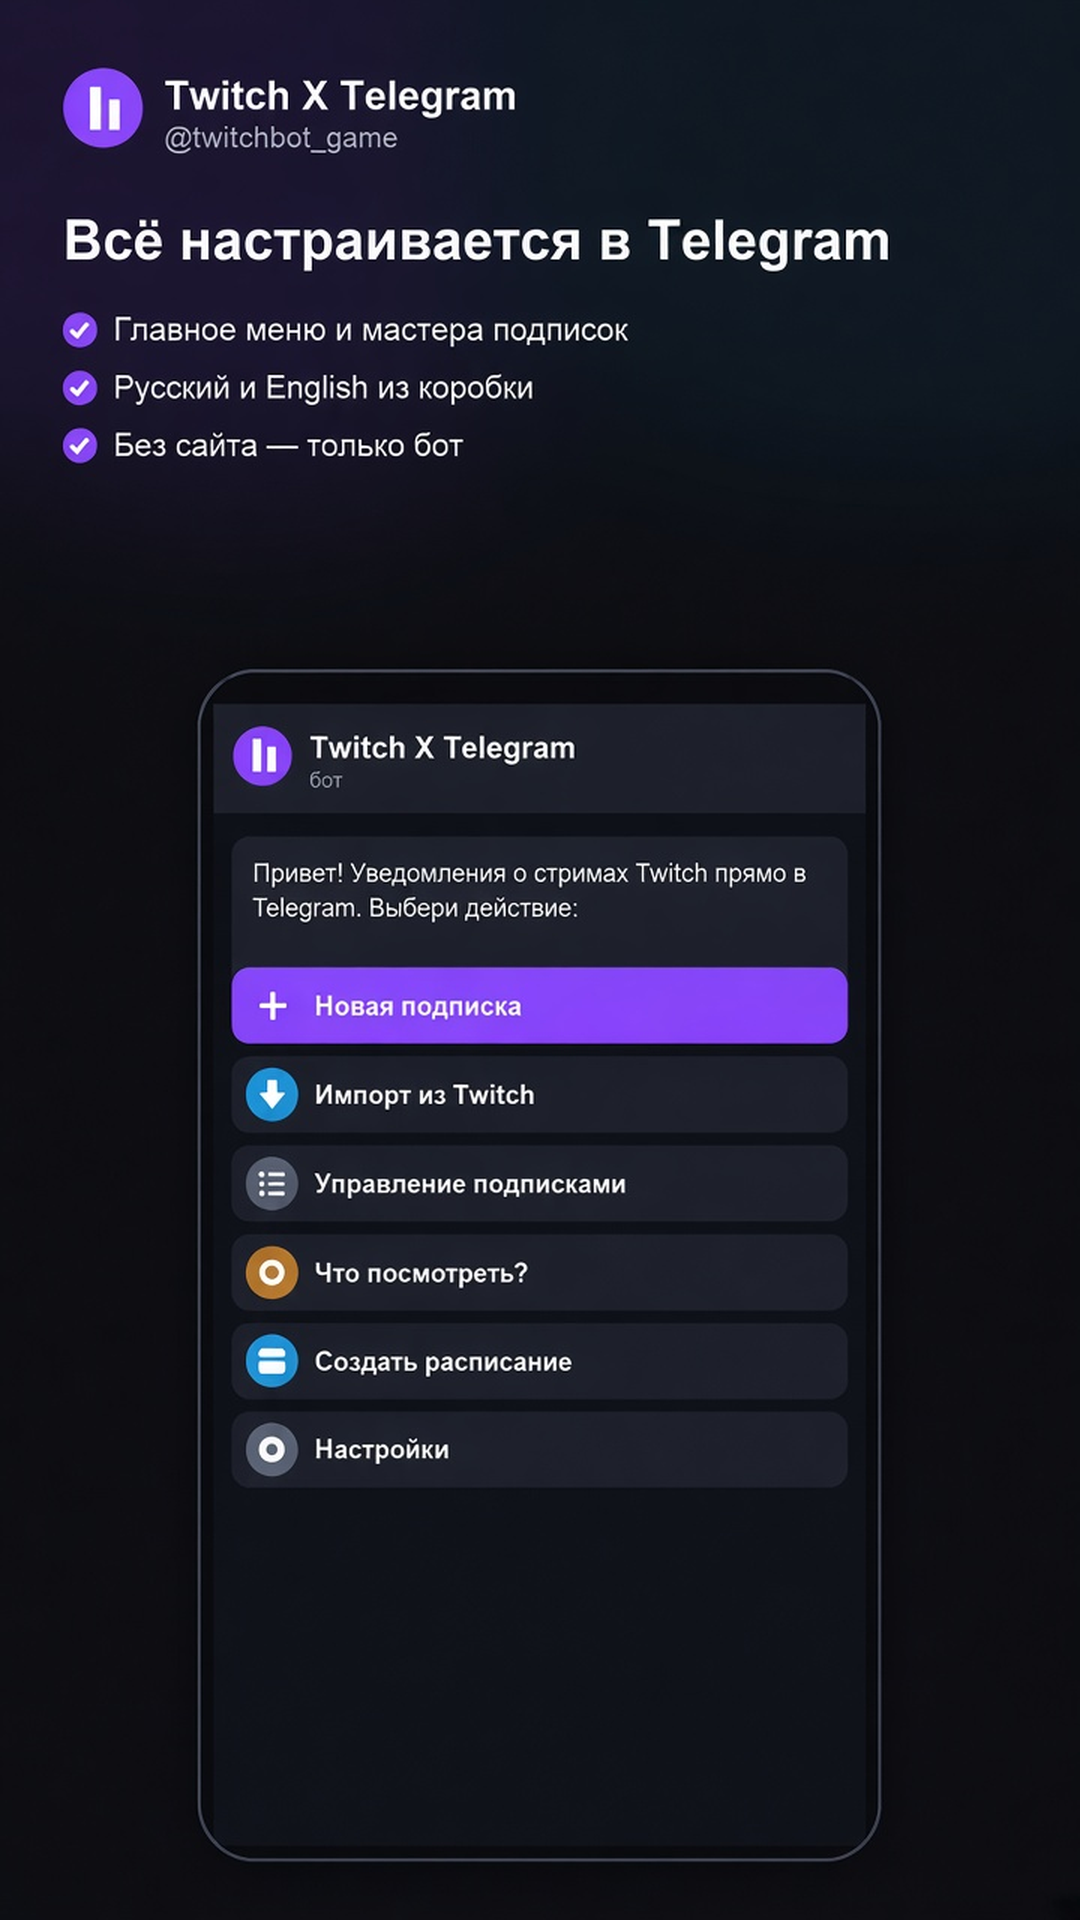 Twitch X Telegram
@twitchbot_game
Всё настраивается в Telegram
Главное меню и мастера подписок
Русский и English из коробки
Без сайта — только бот
Twitch X Telegram
бот
Привет! Уведомления о стримах Twitch прямо в
Telegram. Выбери действие:
Новая подписка
Импорт из Twitch
Управление подписками
Что посмотреть?
Создать расписание
Настройки